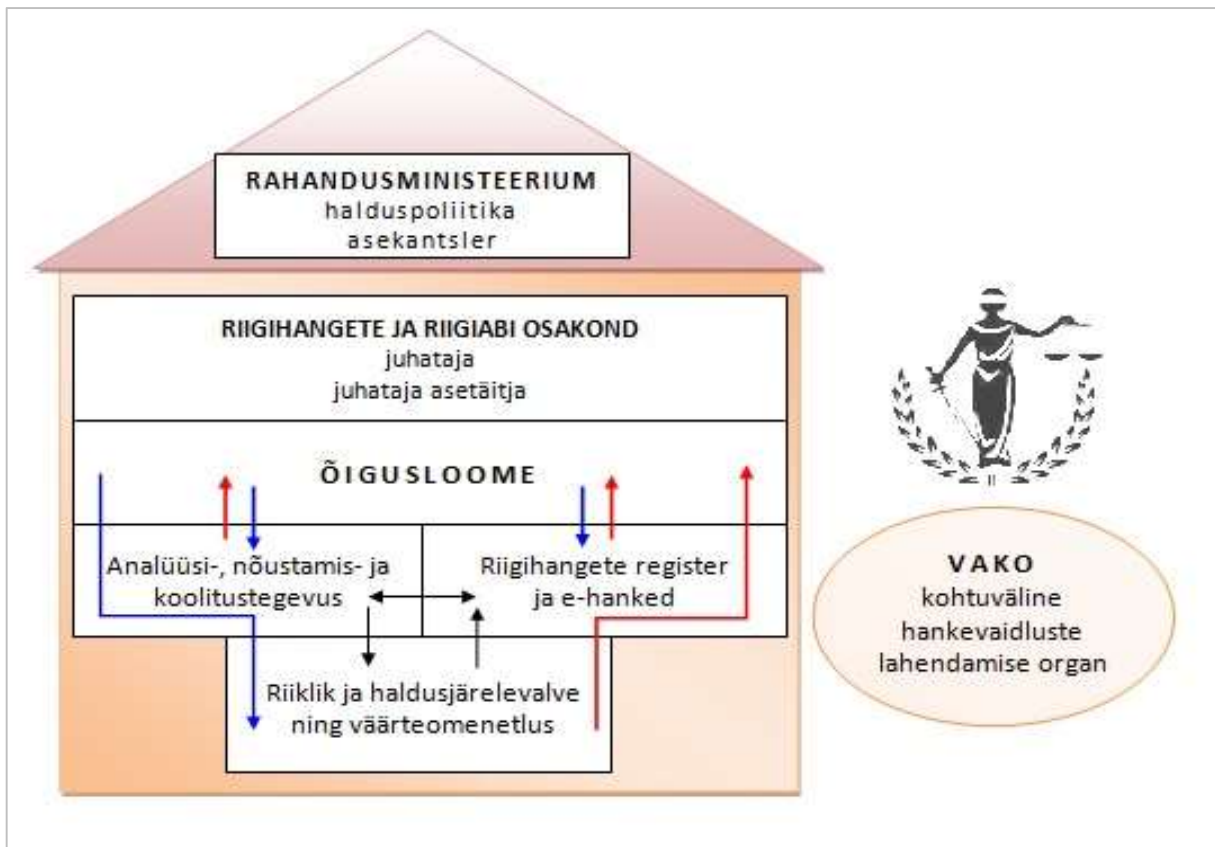 RAHANDUSMINISTEERIUM
halduspoliitika
asekantsler
RIIGIHANGETE JA RIIGIABI OSAKOND
juhataja
juhataja asetäitja
ÕIGUSLOOME
Analüüsi-, nõustamis- ja
koolitustegevus
Riigihangete register
ja e-hanked
Riiklik ja haldusjärelevalve
ning väärteomenetlus
VAKO
kohtuväline
hankevaidluste
lahendamise organ